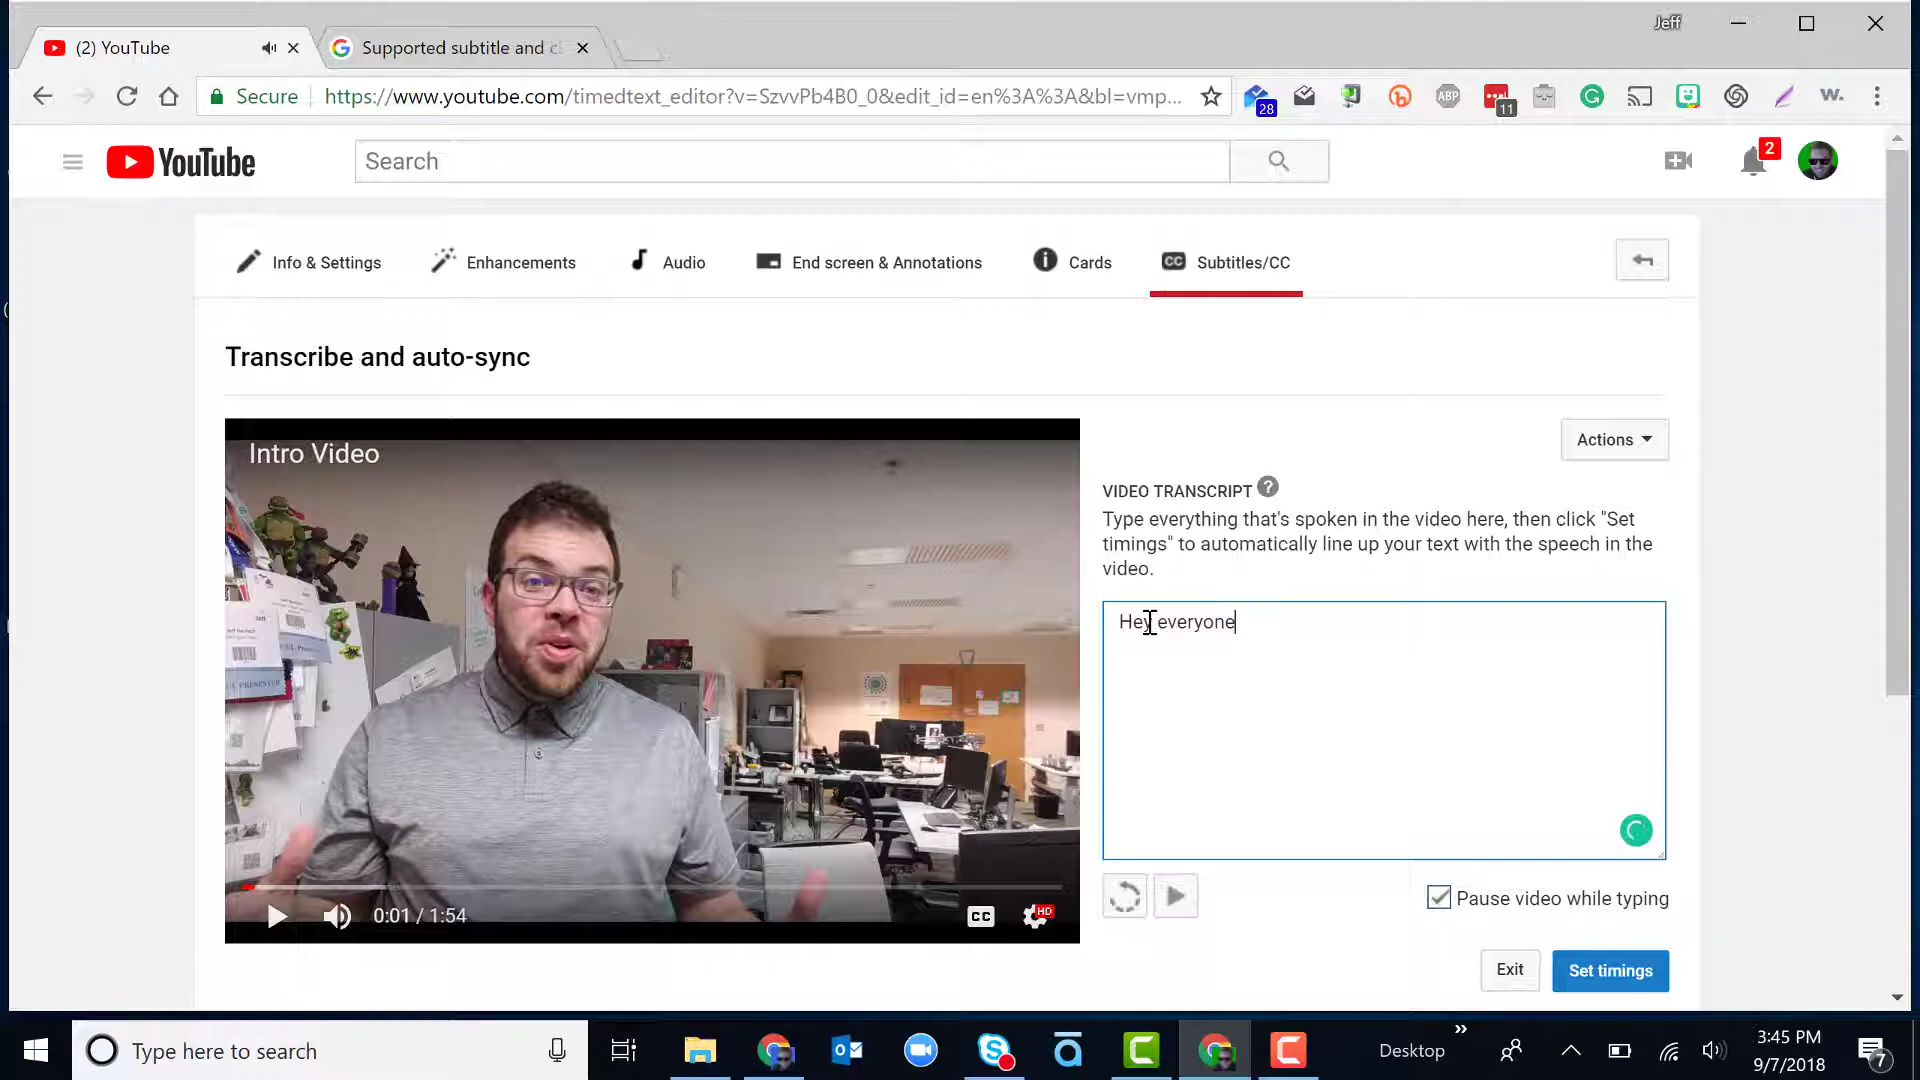 Jeff
(2) YouTube
Supported subtitle and c
Secure
https://www.youtube.com/timedtext_editor?v=SzvvPb4B0_0&edit_id=en%3A%3A&bl=vmp...
28
ABP
11
w.
YouTube
Search
2
Info & Settings
Enhancements
Audio
End screen & Annotations
Cards
CC
Subtitles/CC
Transcribe and auto-sync
Intro Video
Actions
VIDEO TRANSCRIPT ?
Type everything that's spoken in the video here, then click "Set
timings" to automatically line up your text with the speech in the
video.
Hey everyone
0:01 / 1:54
CC
HD
Pause video while typing
Exit
Set timings
Type here to search
Desktop
3:45 PM
9/7/2018
7